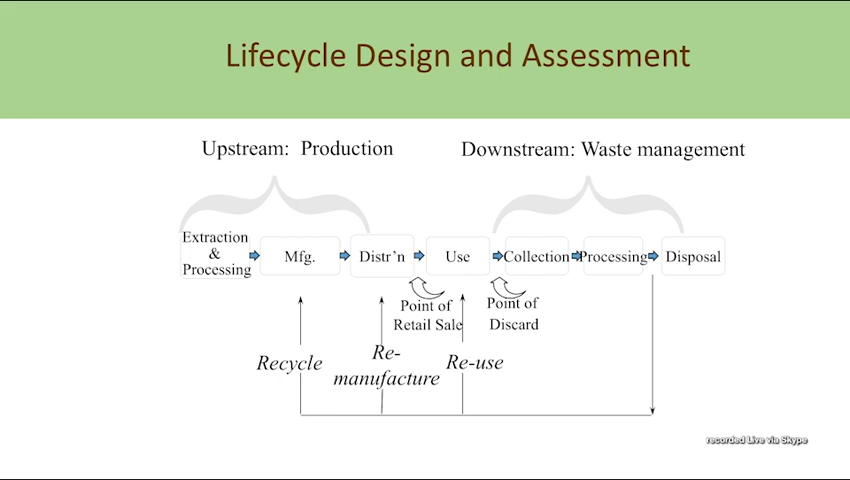 Lifecycle Design and Assessment
Upstream: Production
Downstream: Waste management
Extraction
&
Processing
Mfg.
Distr’n
Use
Collection
Processing
Disposal
Point of
Retail Sale
Point of
Discard
Recycle
Re-
manufacture
Re-use
recorded Live via Skype